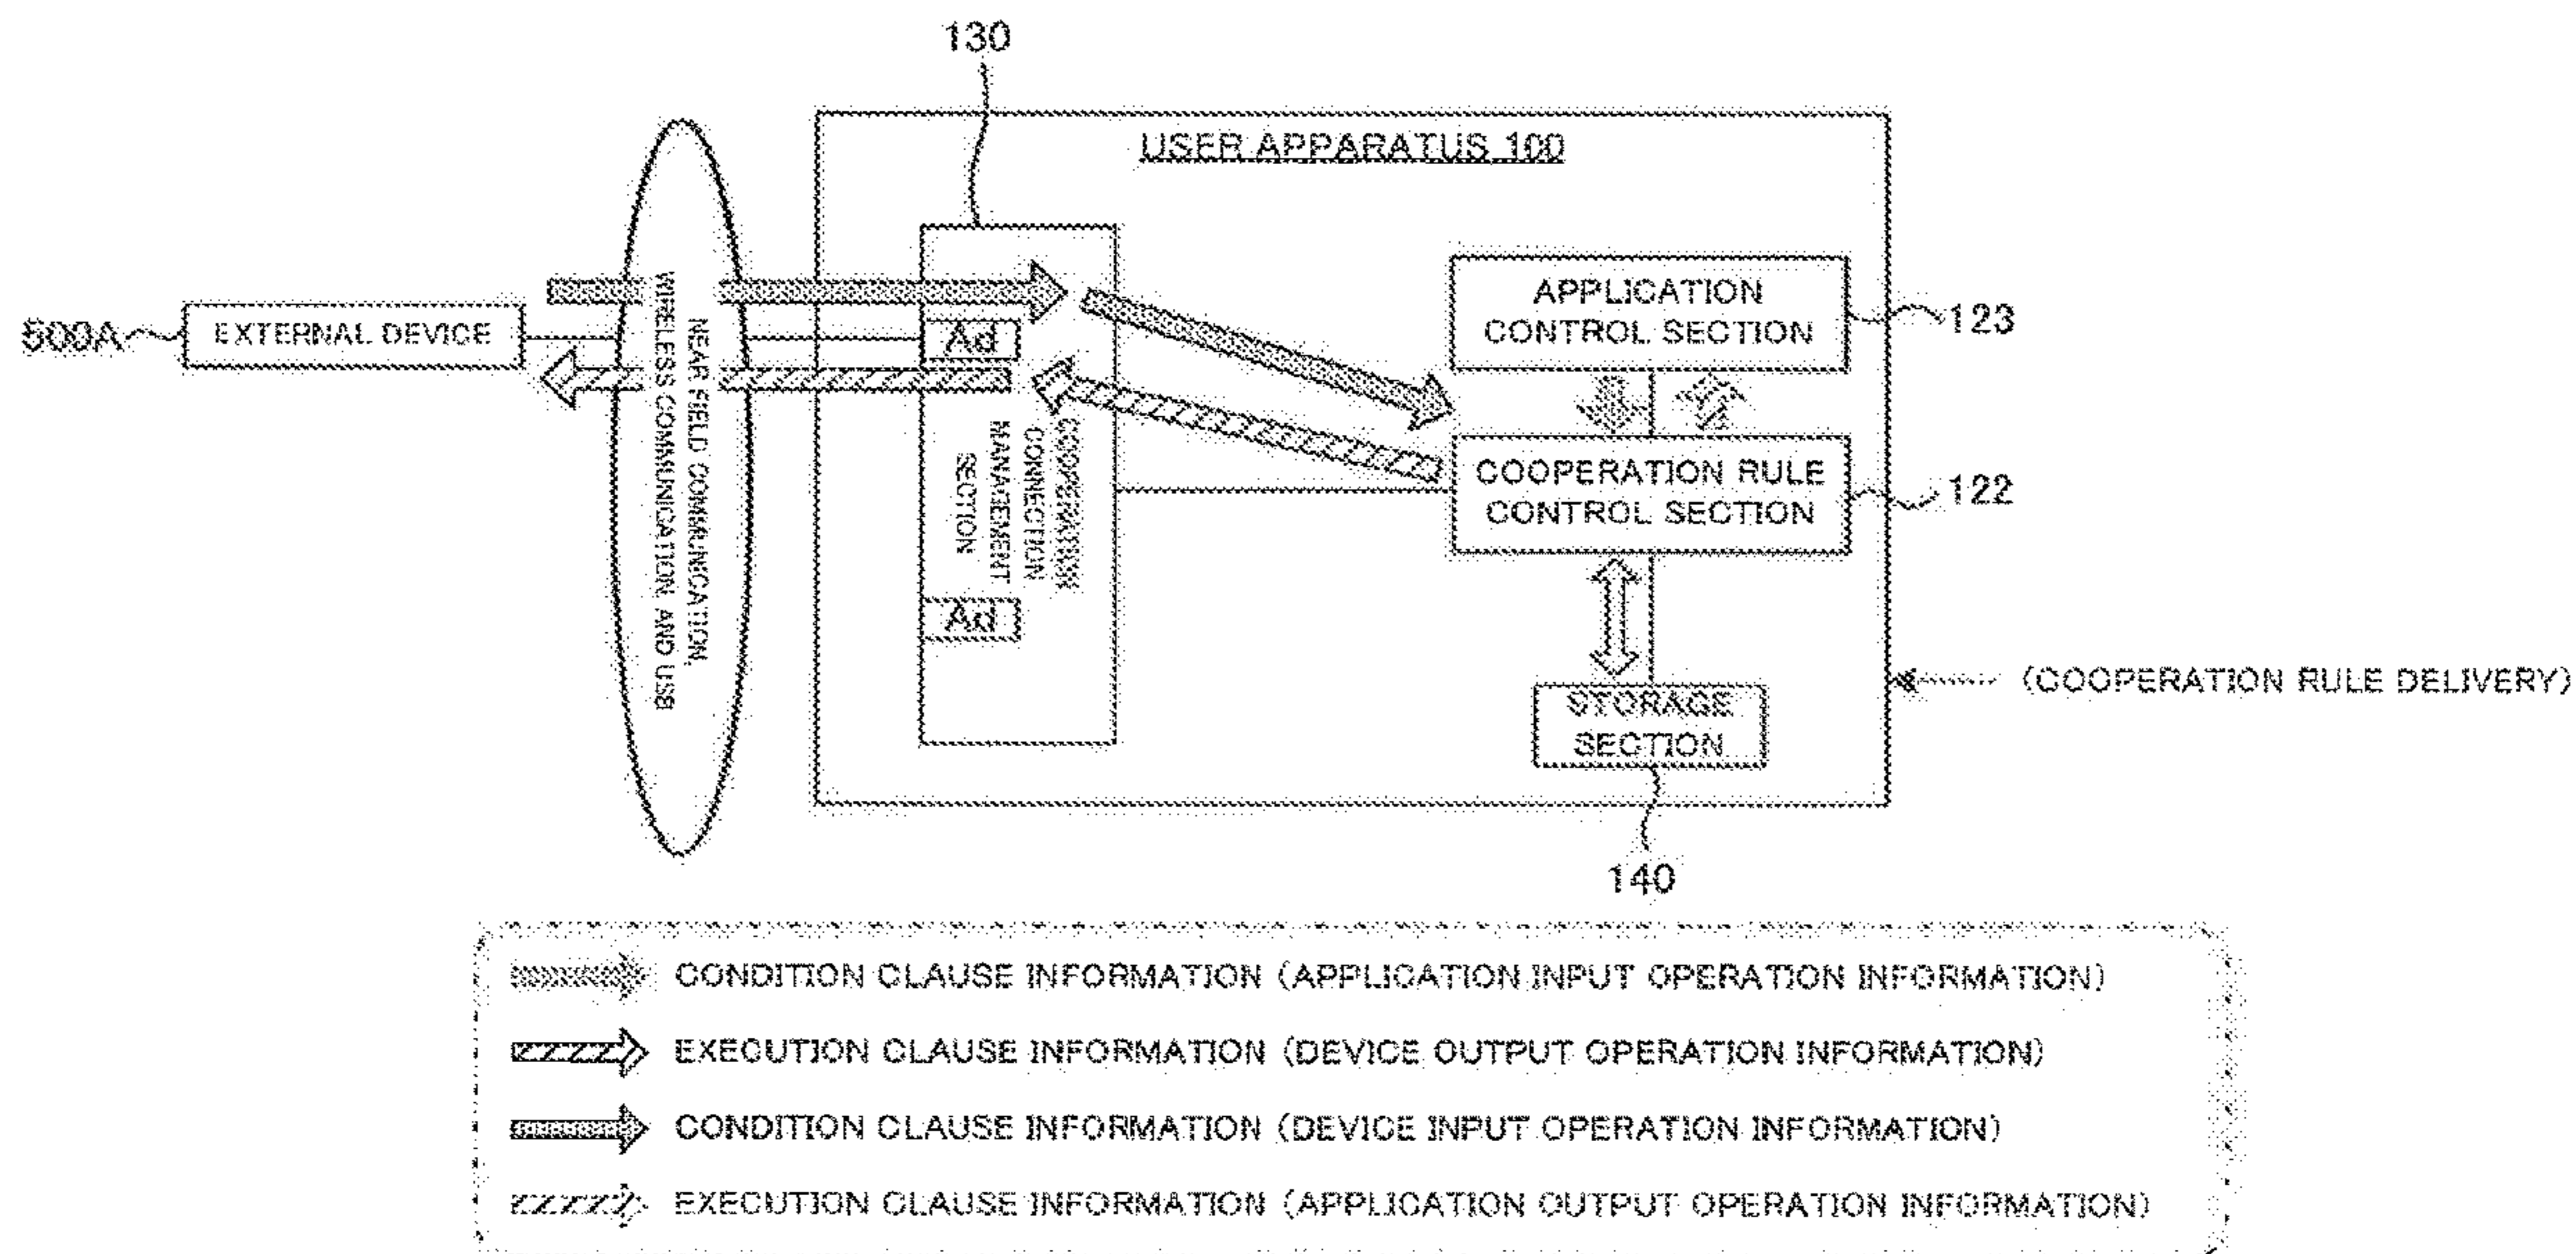 130
USER APPARATUS 100
500A
EXTERNAL DEVICE
NEAR FIELD COMMUNICATION,
WIRELESS COMMUNICATION, AND USB
Ad
COOPERATION
CONNECTION
MANAGEMENT
SECTION
Ad
APPLICATION
CONTROL SECTION
123
COOPERATION RULE
CONTROL SECTION
122
STORAGE
SECTION
140
(COOPERATION RULE DELIVERY)
CONDITION CLAUSE INFORMATION (APPLICATION INPUT OPERATION INFORMATION)
EXECUTION CLAUSE INFORMATION (DEVICE OUTPUT OPERATION INFORMATION)
CONDITION CLAUSE INFORMATION (DEVICE INPUT OPERATION INFORMATION)
EXECUTION CLAUSE INFORMATION (APPLICATION OUTPUT OPERATION INFORMATION)